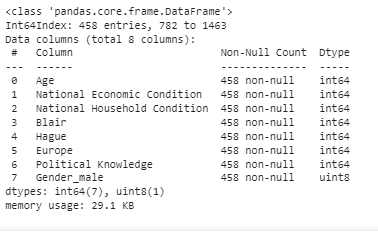 <class 'pandas.core.frame.DataFrame'>
Int64Index: 458 entries, 782 to 1463
Data columns (total 8 columns):
 #   Column                        Non-Null Count  Dtype
---  ------                        --------------  -----
 0   Age                           458 non-null    int64
 1   National Economic Condition   458 non-null    int64
 2   National Household Condition  458 non-null    int64
 3   Blair                         458 non-null    int64
 4   Hague                         458 non-null    int64
 5   Europe                        458 non-null    int64
 6   Political Knowledge           458 non-null    int64
 7   Gender_male                   458 non-null    uint8
dtypes: int64(7), uint8(1)
memory usage: 29.1 KB